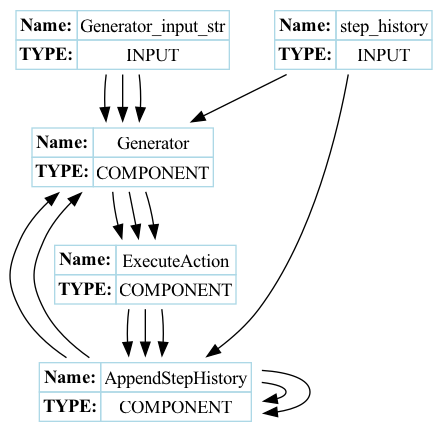 Name: Generator_input_str
TYPE: INPUT
Name: step_history
TYPE: INPUT
Name: Generator
TYPE: COMPONENT
Name: ExecuteAction
TYPE: COMPONENT
Name: AppendStepHistory
TYPE: COMPONENT